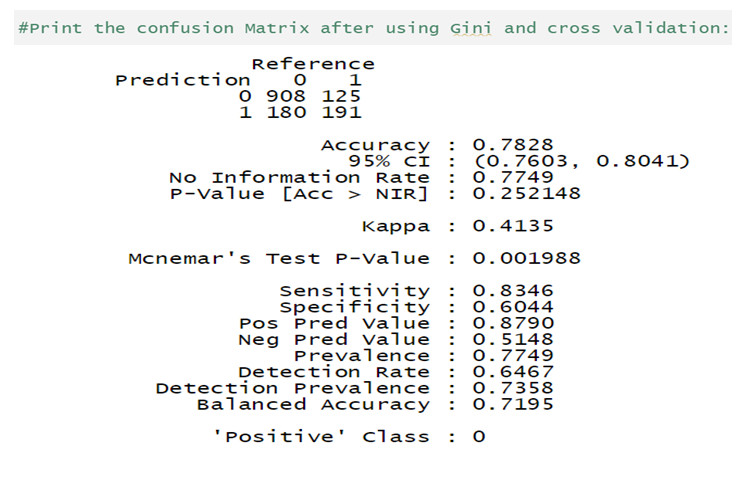 #Print the confusion Matrix after using Gini and cross validation:
Reference
Prediction 0 1
0 908 125
1 180 191
Accuracy : 0.7828
95% CI : (0.7603, 0.8041)
No Information Rate : 0.7749
P-Value [Acc > NIR] : 0.252148
Kappa : 0.4135
Mcnemar's Test P-Value : 0.001988
Sensitivity : 0.8346
Specificity : 0.6044
Pos Pred Value : 0.8790
Neg Pred Value : 0.5148
Prevalence : 0.7749
Detection Rate : 0.6467
Detection Prevalence : 0.7358
Balanced Accuracy : 0.7195
'Positive' Class : 0